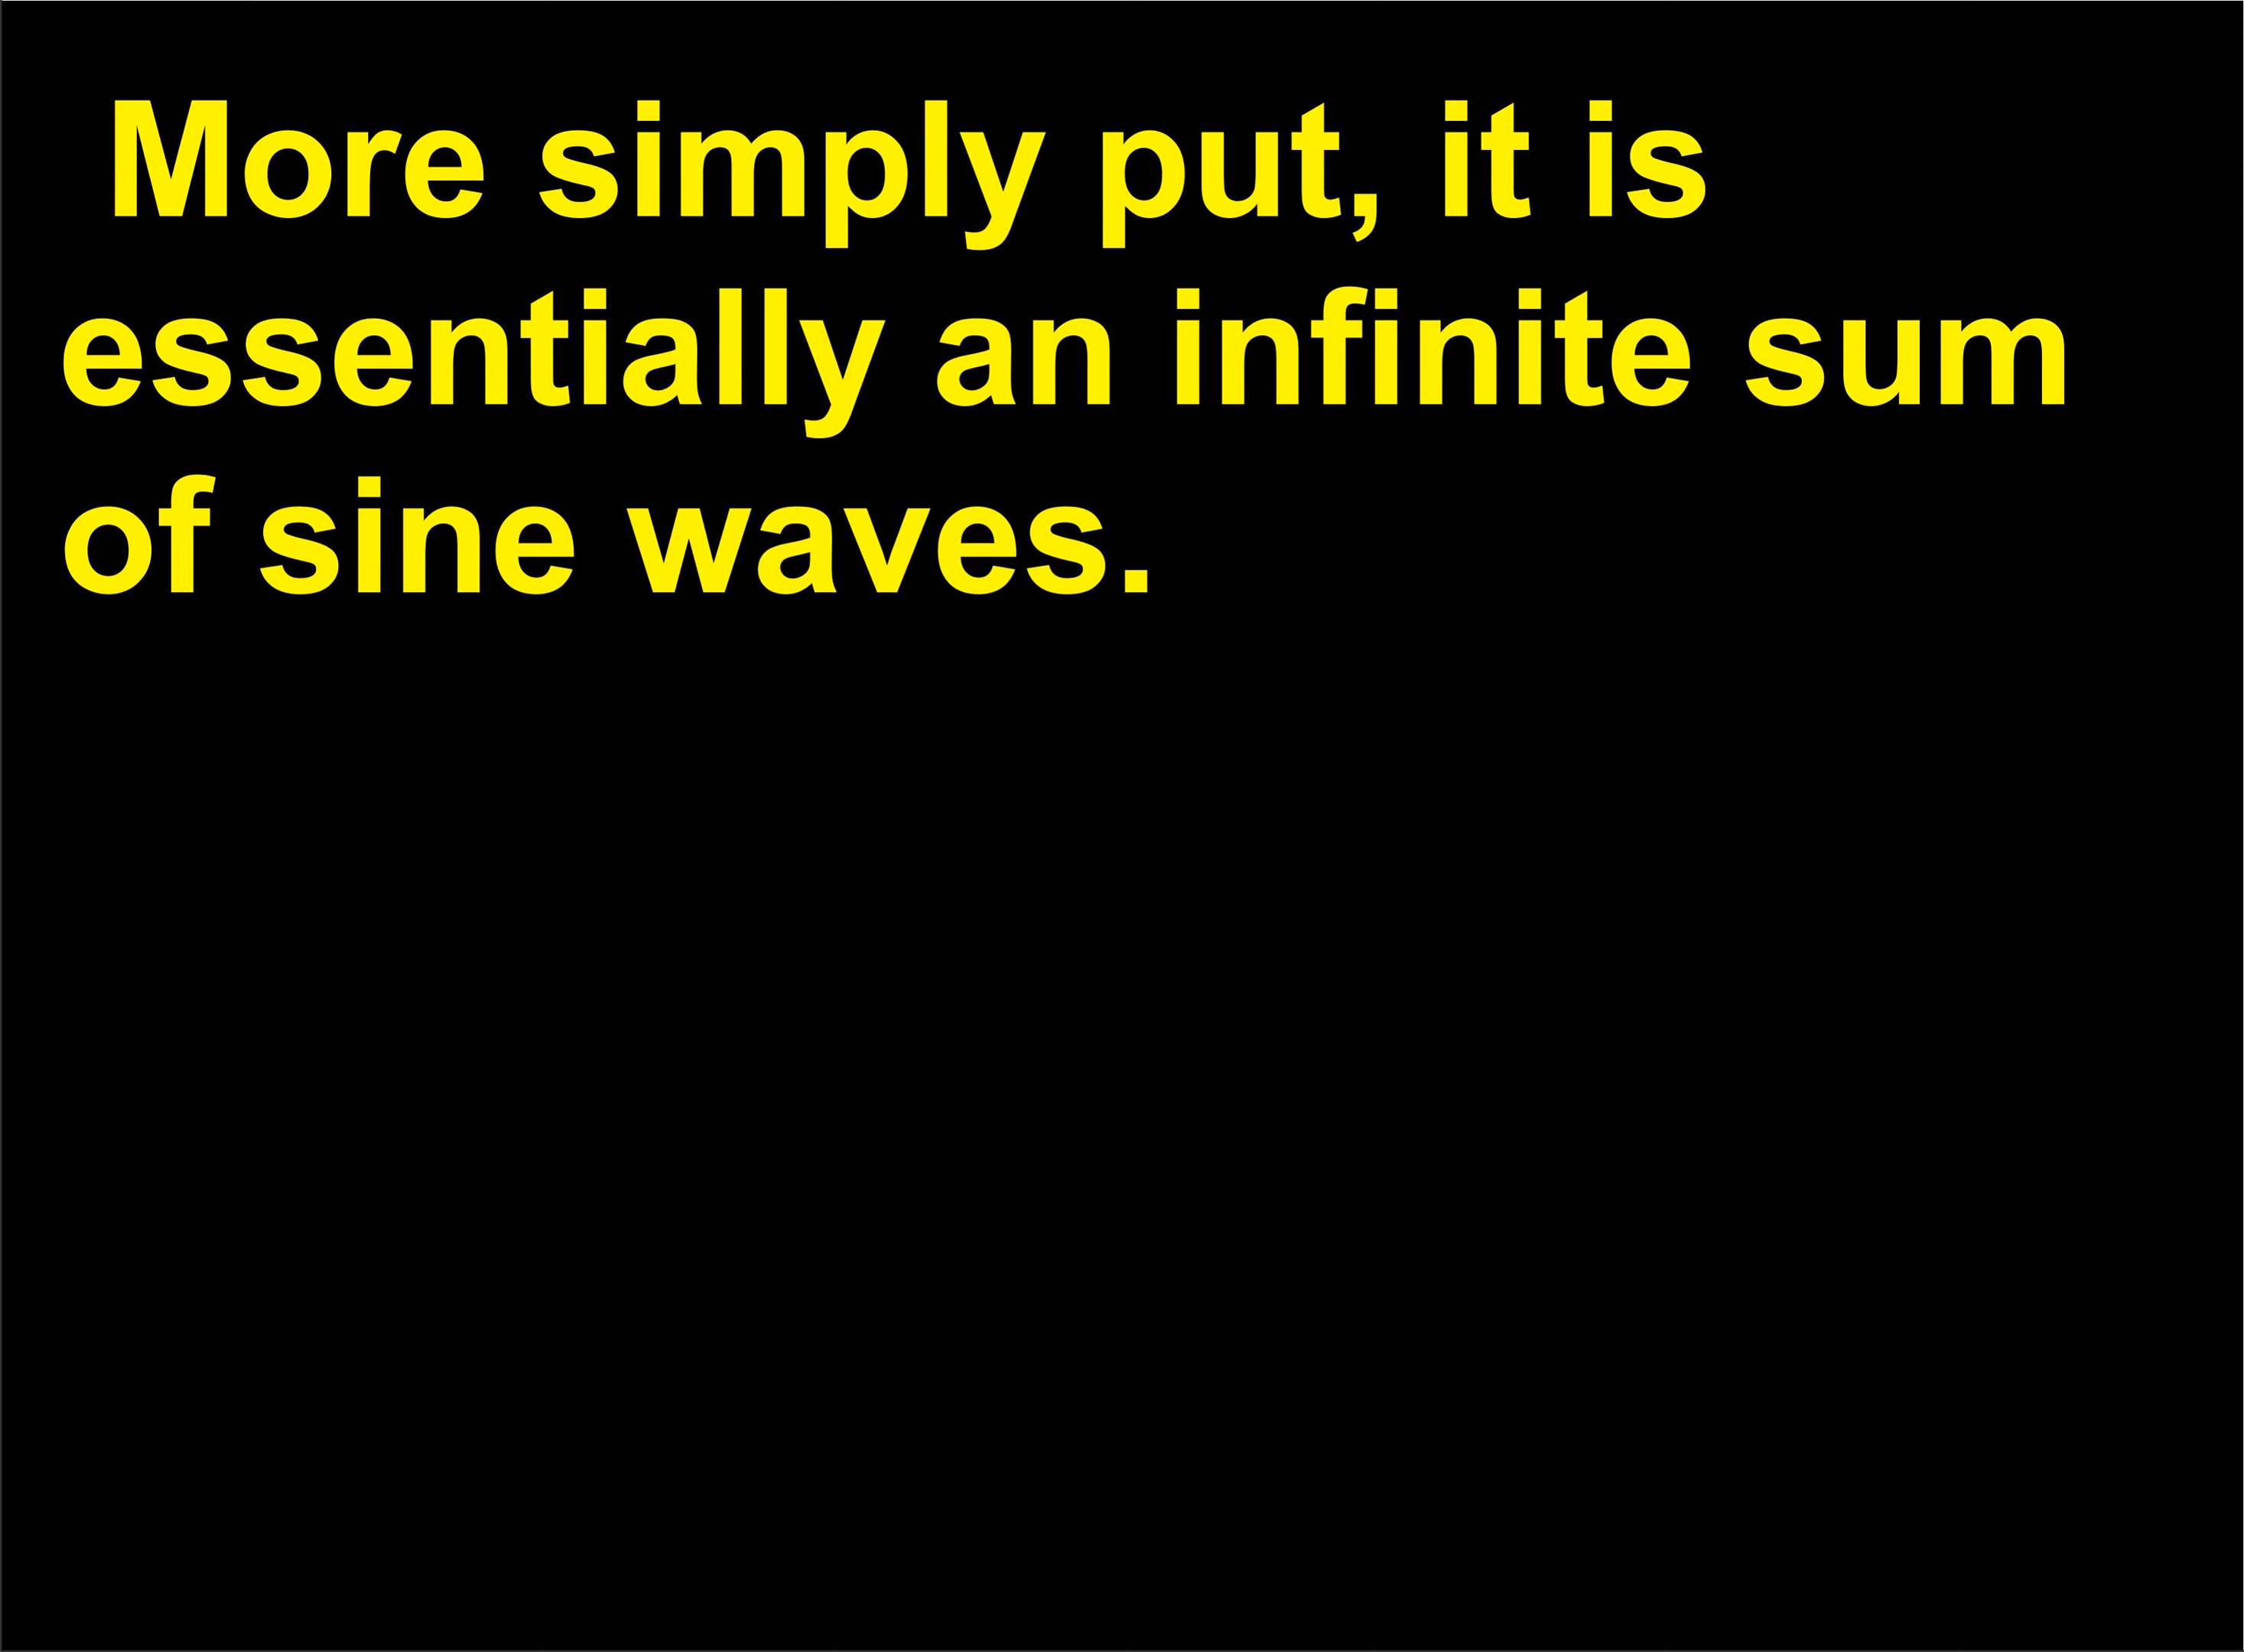 More simply put, it is
essentially an infinite sum
of sine waves.